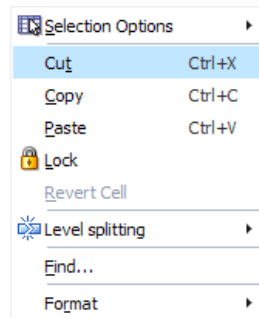 Selection Options
Cut Ctrl+X
Copy Ctrl+C
Paste Ctrl+V
Lock
Revert Cell
Level splitting
Find...
Format